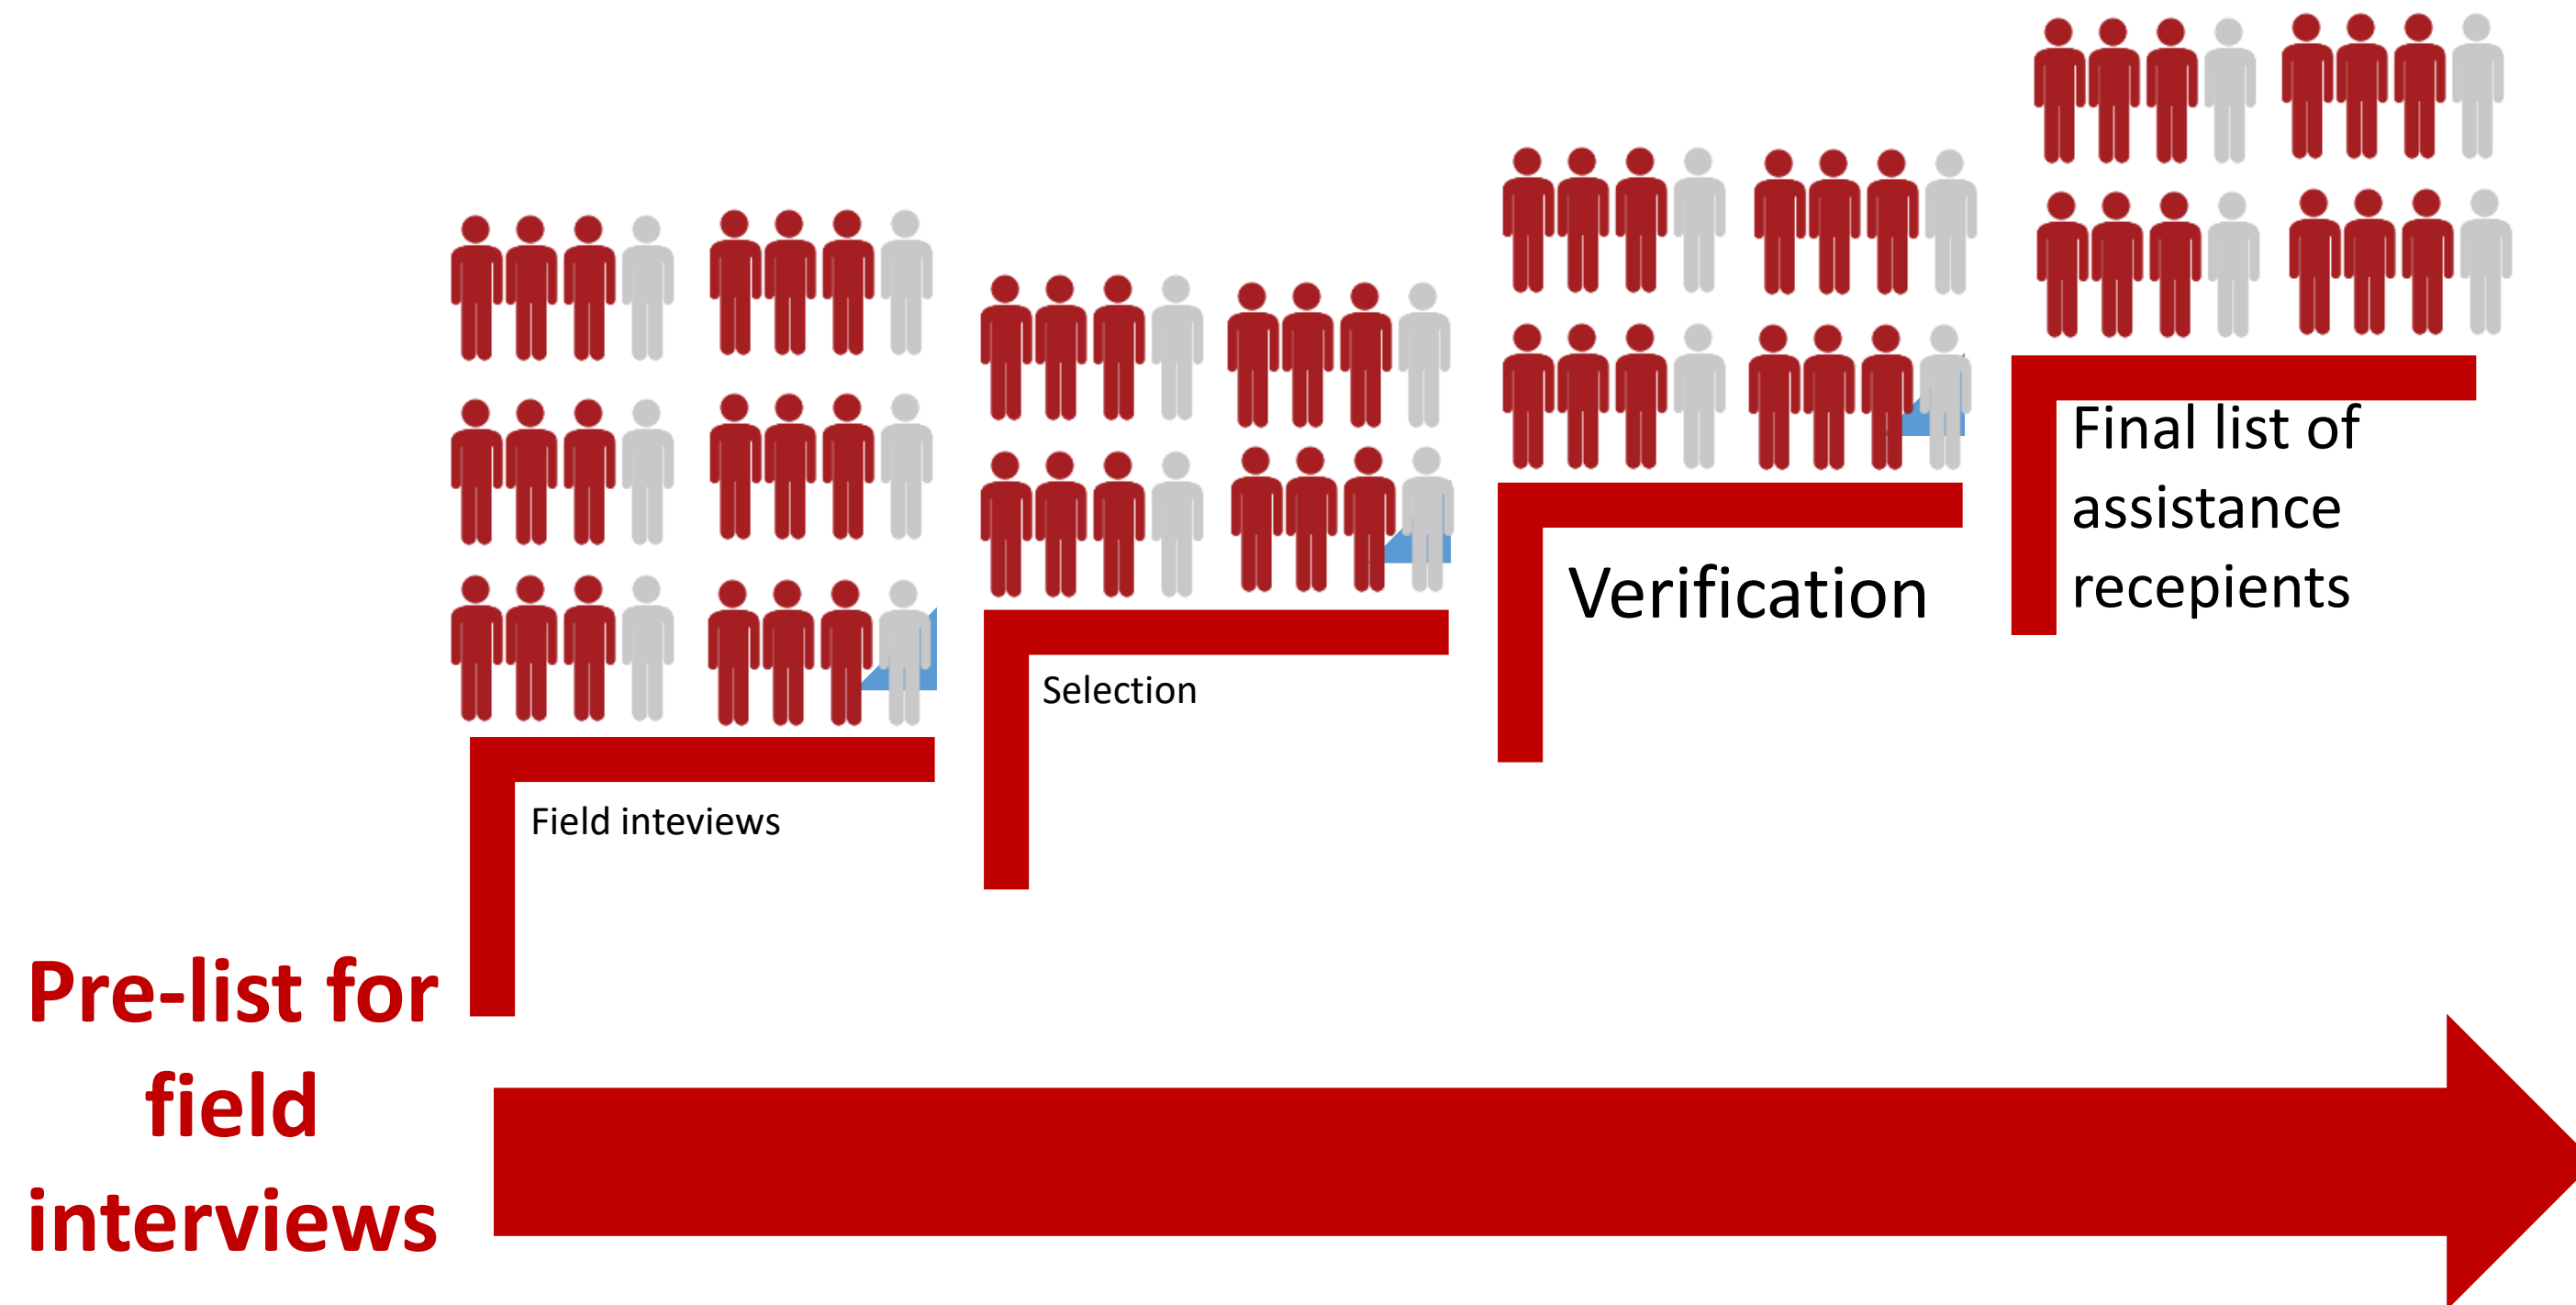 Final list of
assistance
recepients
Verification
Selection
Field inteviews
Pre-list for
field
interviews